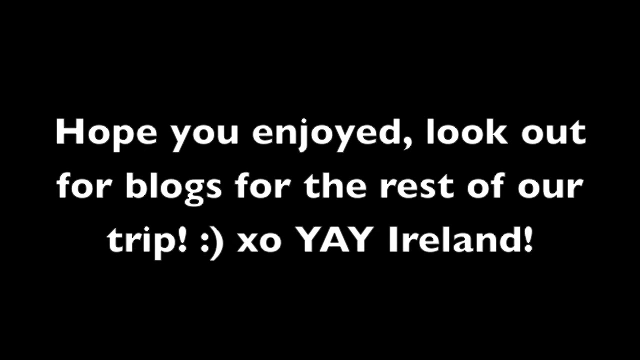 Hope you enjoyed, look out
for blogs for the rest of our
trip! :) xo YAY Ireland!